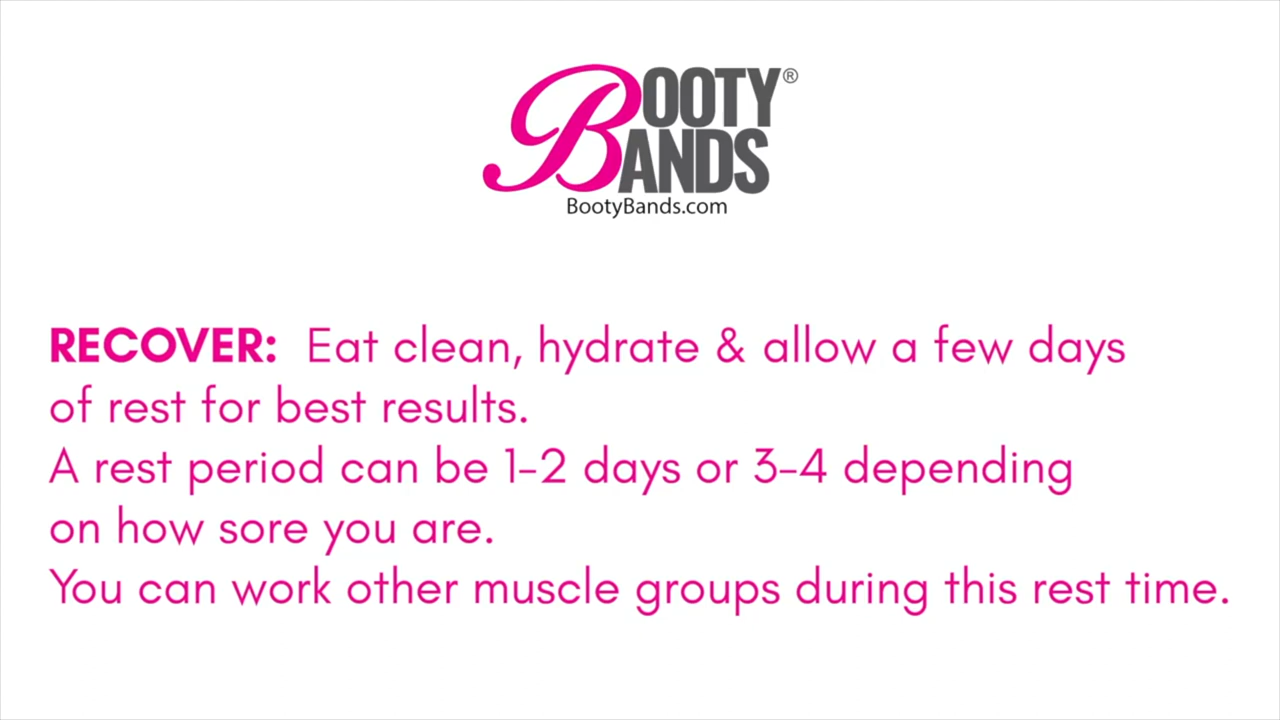 BOOTY®
BANDS
BootyBands.com
RECOVER: Eat clean, hydrate & allow a few days
of rest for best results.
A rest period can be 1-2 days or 3-4 depending
on how sore you are.
You can work other muscle groups during this rest time.